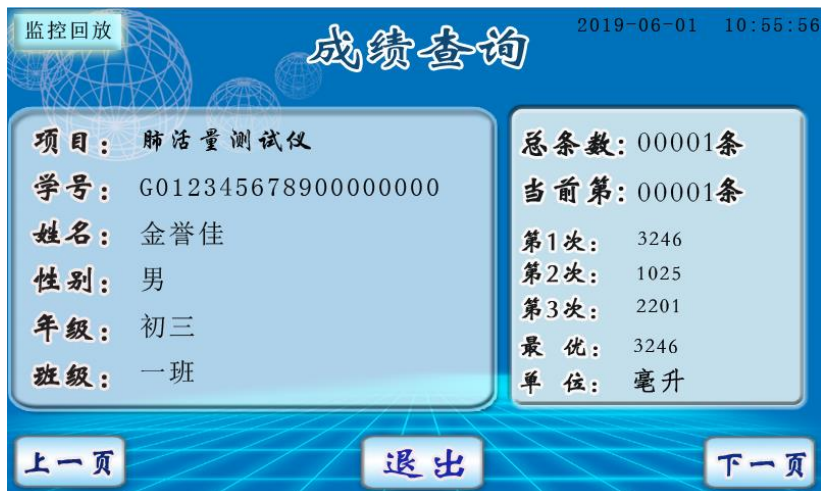 监控回放
2019-06-01 10:55:56
成绩查询
项目：肺活量测试仪
学号：G012345678900000000
姓名：金誉佳
性别：男
年级：初三
班级：一班
总条数：00001条
当前第：00001条
第1次：3246
第2次：1025
第3次：2201
最优：3246
单位：毫升
上一页
退出
下一页